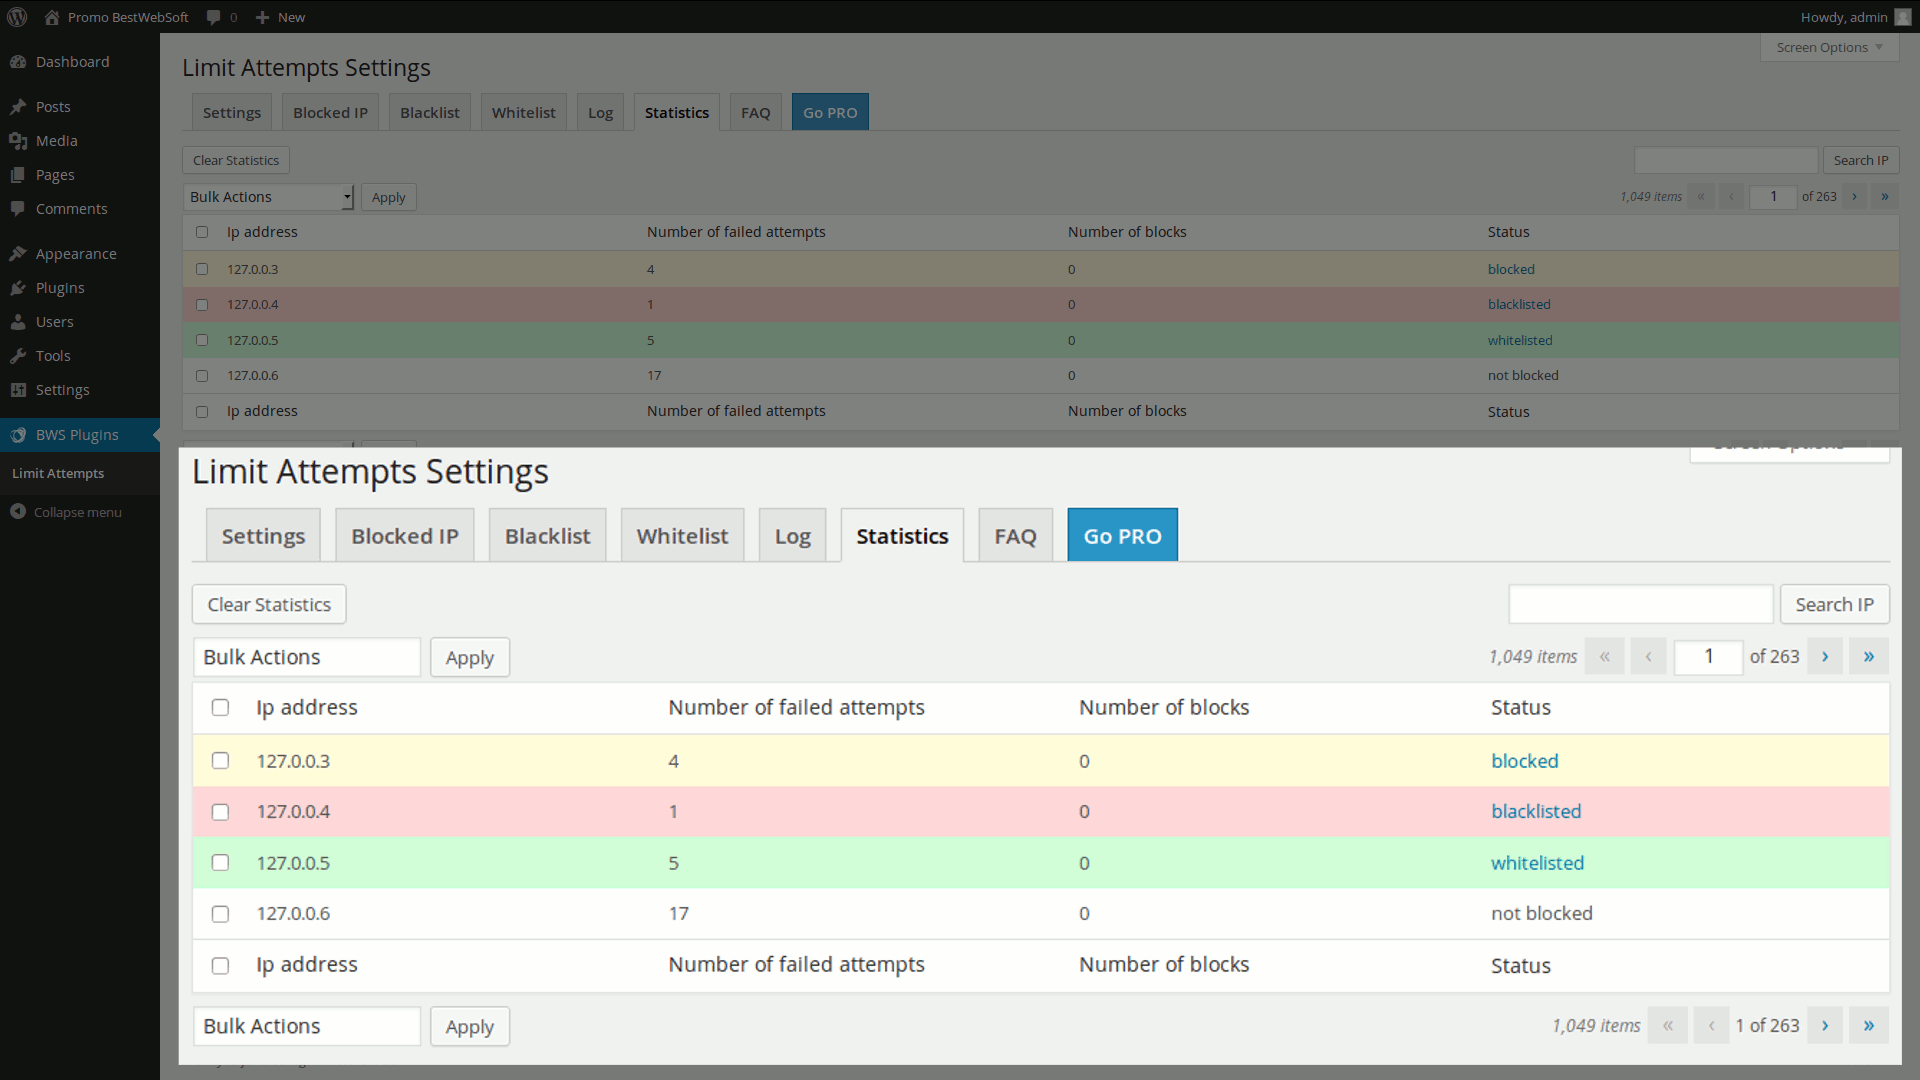 Promo BestWebSoft 0 New Howdy, admin
Screen Options
Dashboard
Posts
Media
Pages
Comments
Appearance
Plugins
Users
Tools
Settings
BWS Plugins
Limit Attempts
Collapse menu
Limit Attempts Settings
Settings Blocked IP Blacklist Whitelist Log Statistics FAQ Go PRO
Clear Statistics Search IP
Bulk Actions Apply 1,049 items « ‹ 1 of 263 › »
Ip address Number of failed attempts Number of blocks Status
127.0.0.3 4 0 blocked
127.0.0.4 1 0 blacklisted
127.0.0.5 5 0 whitelisted
127.0.0.6 17 0 not blocked
Ip address Number of failed attempts Number of blocks Status
Limit Attempts Settings
Settings Blocked IP Blacklist Whitelist Log Statistics FAQ Go PRO
Clear Statistics Search IP
Bulk Actions Apply 1,049 items « ‹ 1 of 263 › »
Ip address Number of failed attempts Number of blocks Status
127.0.0.3 4 0 blocked
127.0.0.4 1 0 blacklisted
127.0.0.5 5 0 whitelisted
127.0.0.6 17 0 not blocked
Ip address Number of failed attempts Number of blocks Status
Bulk Actions Apply 1,049 items « ‹ 1 of 263 › »